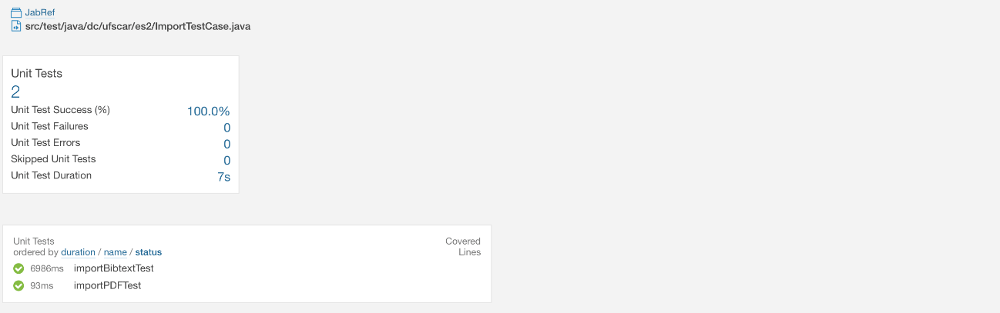 JabRef
src/test/java/dc/ufscar/es2/ImportTestCase.java
Unit Tests
2
Unit Test Success (%) 100.0%
Unit Test Failures 0
Unit Test Errors 0
Skipped Unit Tests 0
Unit Test Duration 7s
Unit Tests Covered
ordered by duration / name / status Lines
6986ms importBibtextTest
93ms importPDFTest